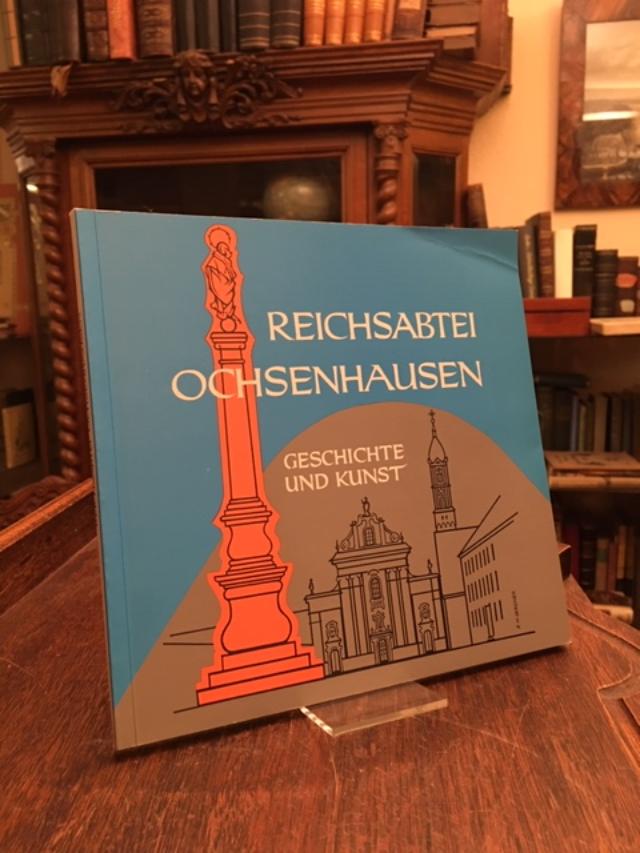 REICHSABTEI
OCHSENHAUSEN
GESCHICHTE
UND KUNST